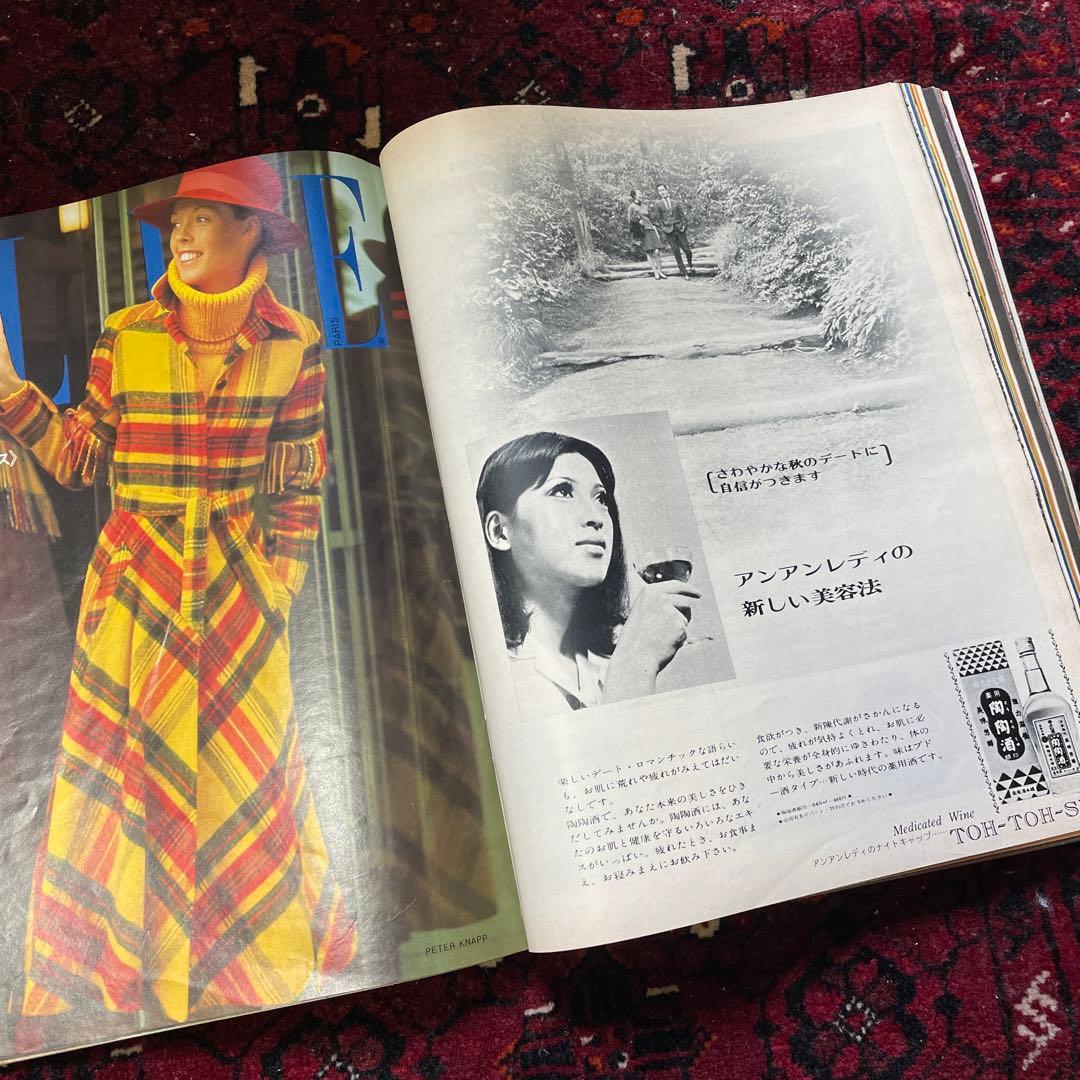 LLE
PARIS
ス》
PETER KNAPP
さわやかな秋のデートに
自信がつきます
アンアンレディの
新しい美容法
楽しいデート・ロマンチックな語らい
も、お肌に荒れや疲れがみえてはだい
なしです。
陶陶酒で、あなた本来の美しさをひき
だしてみませんか。陶陶酒には、あな
たのお肌と健康を守るいろいろなエキ
スがいっぱい。疲れたとき、お食事ま
え、お寝みまえにお飲み下さい。
食欲がつき、新陳代謝がさかんになる
ので、疲れが気持よくとれ、お肌に必
要な栄養が全身的にゆきわたり、体の
中から美しさがあふれます。味はブド
ー酒タイプ…新しい時代の薬用酒です。
薬用
陶陶酒
陶陶酒
Medicated Wine
アンアンレディのナイトキャップ……TOH-TOH-S